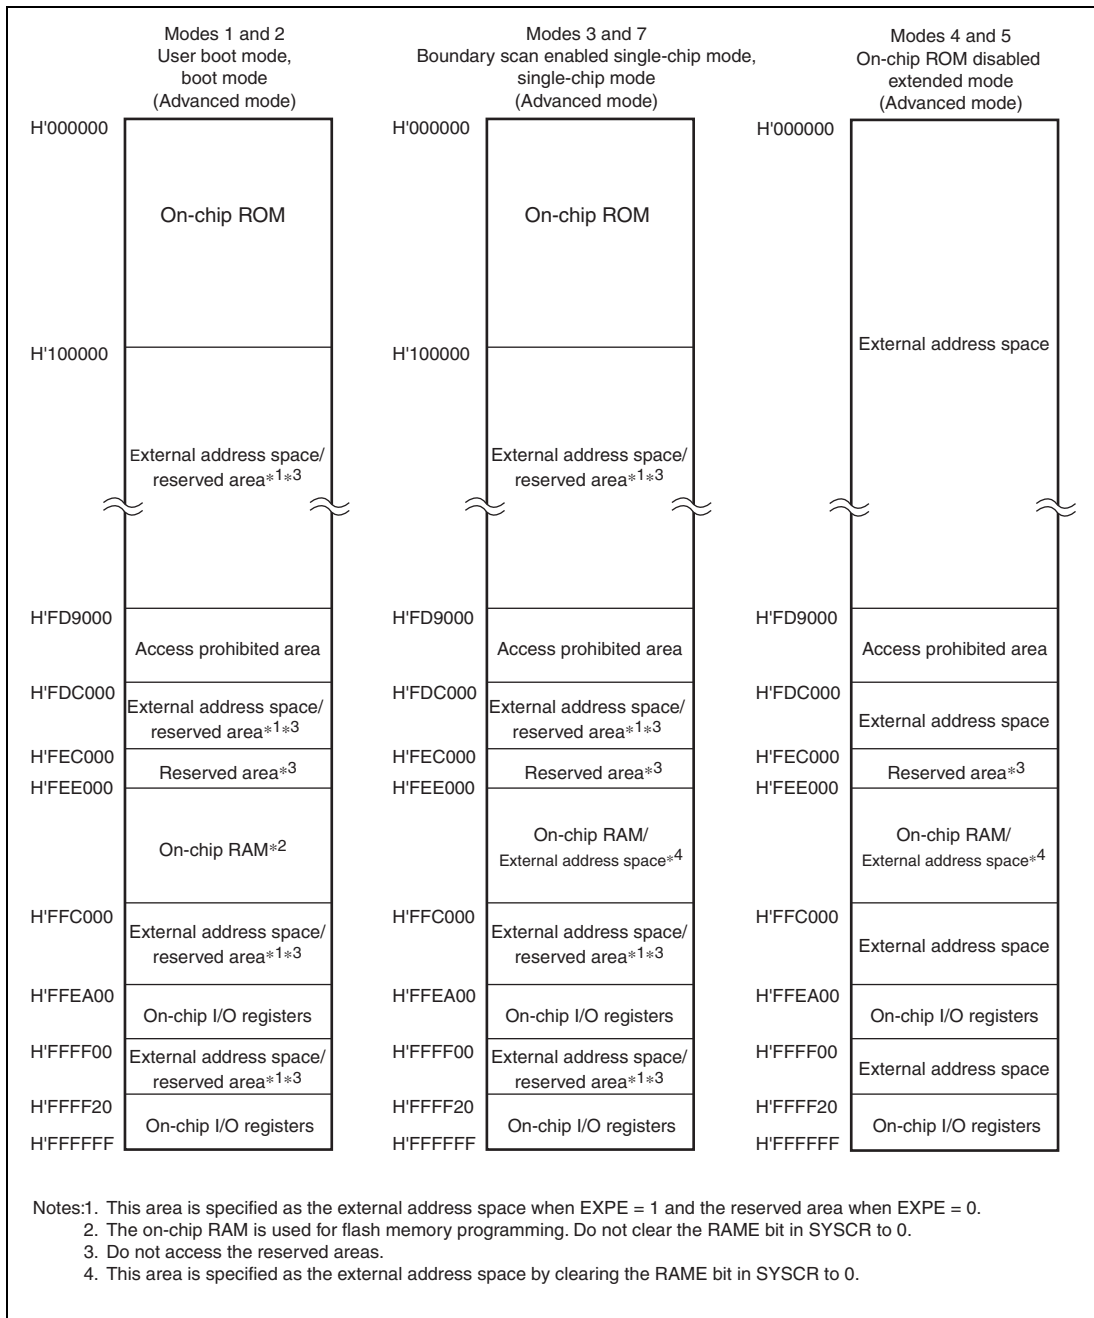 Modes 1 and 2
User boot mode,
boot mode
(Advanced mode)
H'000000
On-chip ROM
H'100000
External address space/
reserved area*1*3
H'FD9000
Access prohibited area
H'FDC000
External address space/
reserved area*1*3
H'FEC000
Reserved area*3
H'FEE000
On-chip RAM*2
H'FFC000
External address space/
reserved area*1*3
H'FFEA00
On-chip I/O registers
H'FFFF00
External address space/
reserved area*1*3
H'FFFF20
On-chip I/O registers
H'FFFFFF
Modes 3 and 7
Boundary scan enabled single-chip mode,
single-chip mode
(Advanced mode)
H'000000
On-chip ROM
H'100000
External address space/
reserved area*1*3
H'FD9000
Access prohibited area
H'FDC000
External address space/
reserved area*1*3
H'FEC000
Reserved area*3
H'FEE000
On-chip RAM/
External address space*4
H'FFC000
External address space/
reserved area*1*3
H'FFEA00
On-chip I/O registers
H'FFFF00
External address space/
reserved area*1*3
H'FFFF20
On-chip I/O registers
H'FFFFFF
Modes 4 and 5
On-chip ROM disabled
extended mode
(Advanced mode)
H'000000
External address space
H'FD9000
Access prohibited area
H'FDC000
External address space
H'FEC000
Reserved area*3
H'FEE000
On-chip RAM/
External address space*4
H'FFC000
External address space
H'FFEA00
On-chip I/O registers
H'FFFF00
External address space
H'FFFF20
On-chip I/O registers
H'FFFFFF
Notes:1. This area is specified as the external address space when EXPE = 1 and the reserved area when EXPE = 0.
2. The on-chip RAM is used for flash memory programming. Do not clear the RAME bit in SYSCR to 0.
3. Do not access the reserved areas.
4. This area is specified as the external address space by clearing the RAME bit in SYSCR to 0.